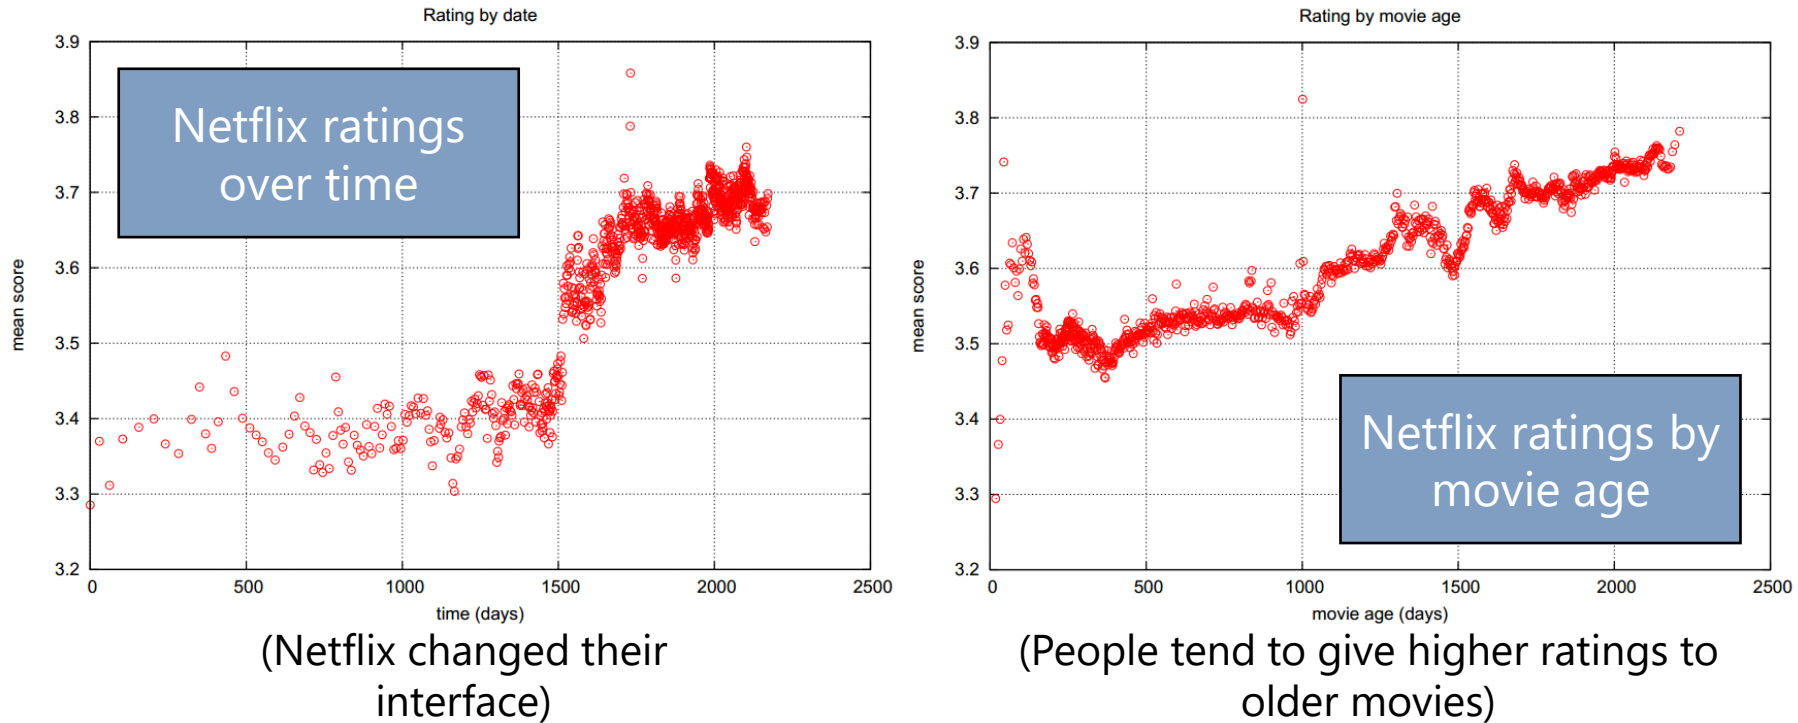 Rating by date
3.9
3.8
3.7
3.6
3.5
3.4
3.3
3.2
mean score
Netflix ratings
over time
0 500 1000 1500 2000 2500
time (days)
(Netflix changed their
interface)
Rating by movie age
3.9
3.8
3.7
3.6
3.5
3.4
3.3
3.2
mean score
Netflix ratings by
movie age
0 500 1000 1500 2000 2500
movie age (days)
(People tend to give higher ratings to
older movies)